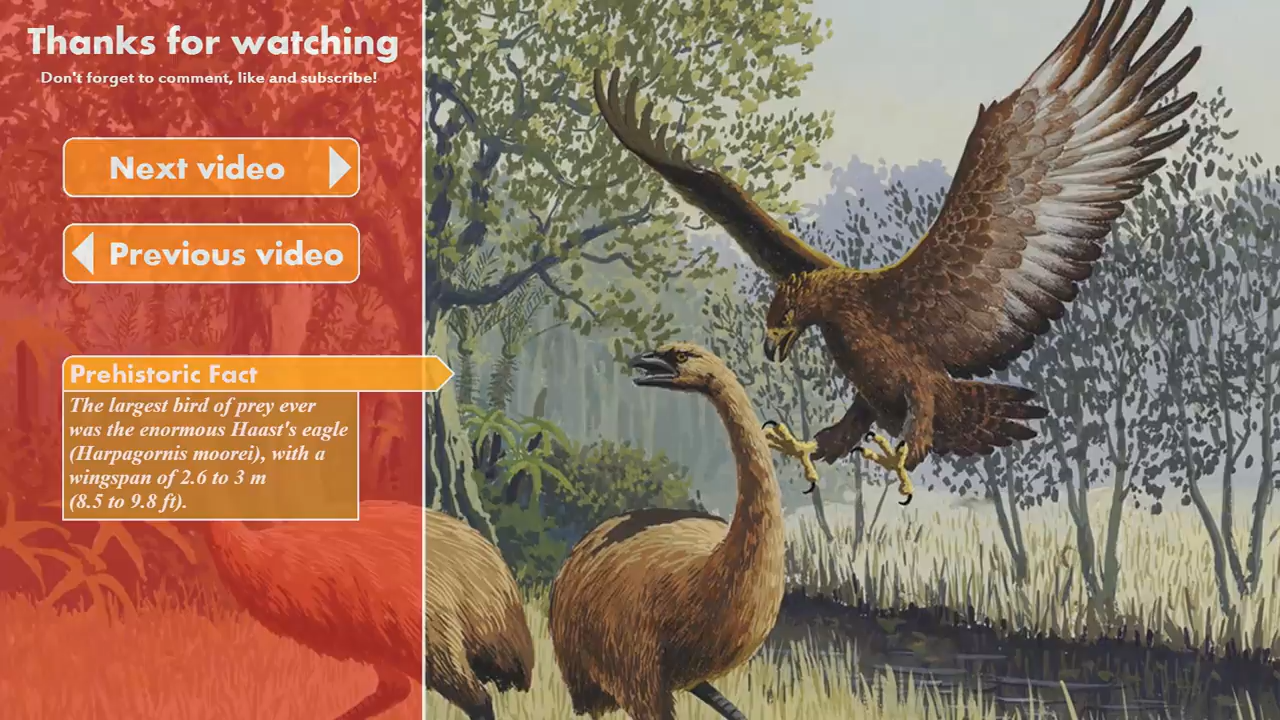 Thanks for watching
Don't forget to comment, like and subscribe!
Next video
Previous video
Prehistoric Fact
The largest bird of prey ever
was the enormous Haast's eagle
(Harpagornis moorei), with a
wingspan of 2.6 to 3 m
(8.5 to 9.8 ft).